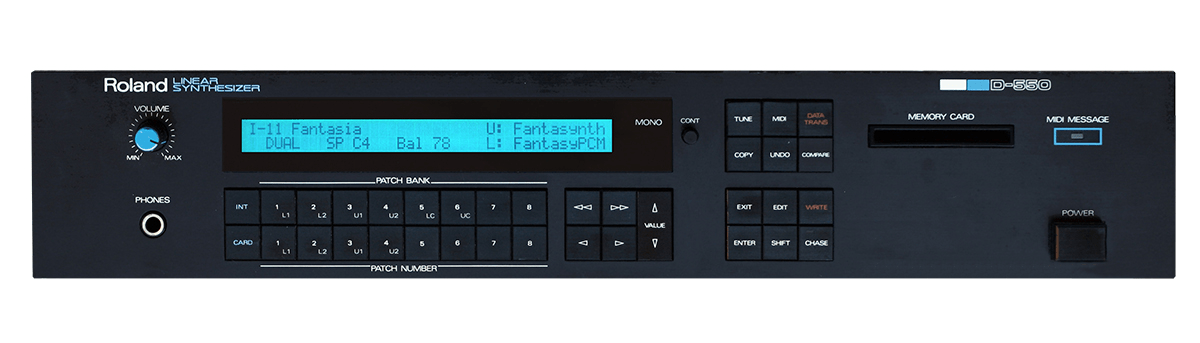 Roland LINEAR SYNTHESIZER
D-550
VOLUME
MIN MAX
PHONES
I-11 Fantasia U: Fantasynth
DUAL SP C4 Bal 78 L: FantasyPCM
MONO
CONT
PATCH BANK
INT 1 L1 2 L2 3 U1 4 U2 5 LC 6 UC 7 8
CARD 1 L1 2 L2 3 U1 4 U2 5 6 7 8
PATCH NUMBER
VALUE
TUNE MIDI DATA TRANS
COPY UNDO COMPARE
EXIT EDIT WRITE
ENTER SHIFT CHASE
MEMORY CARD
MIDI MESSAGE
POWER